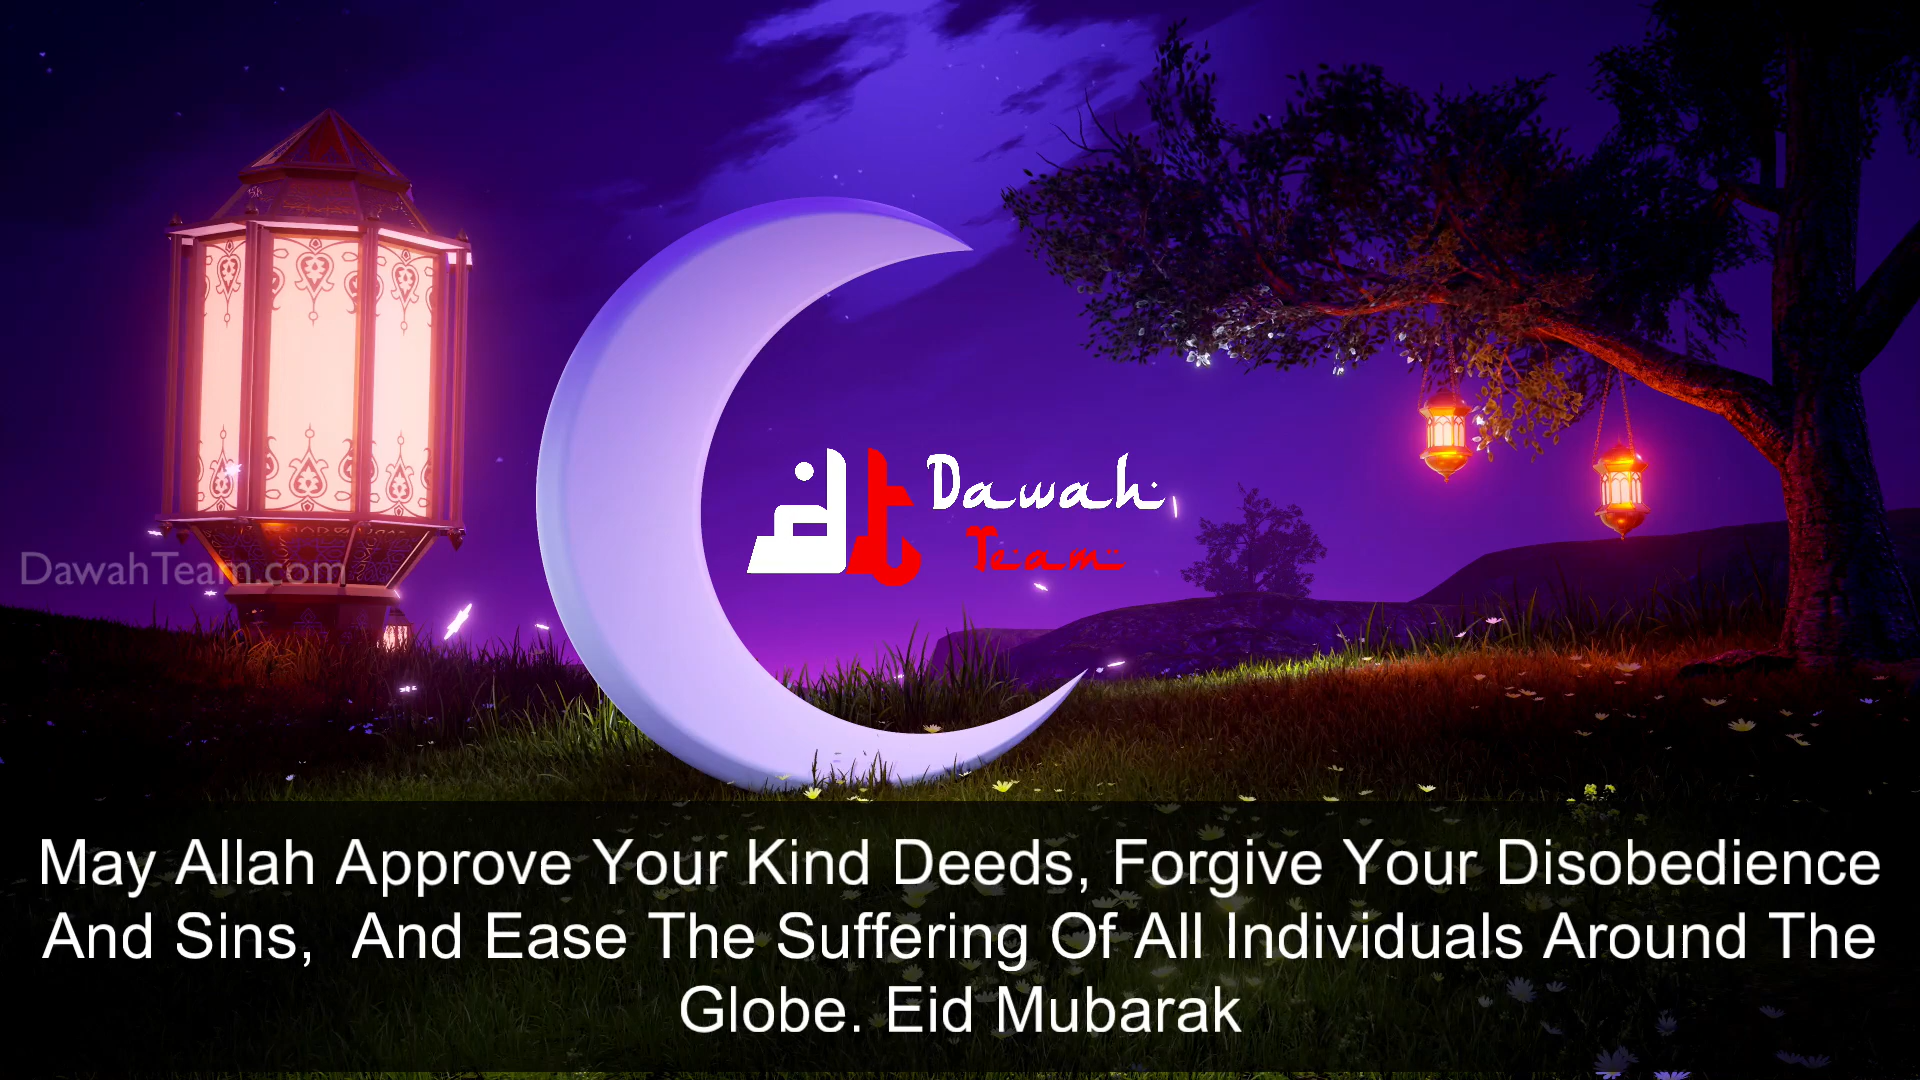 Dawah
Team
DawahTeam.com
May Allah Approve Your Kind Deeds, Forgive Your Disobedience
And Sins,  And Ease The Suffering Of All Individuals Around The
Globe. Eid Mubarak